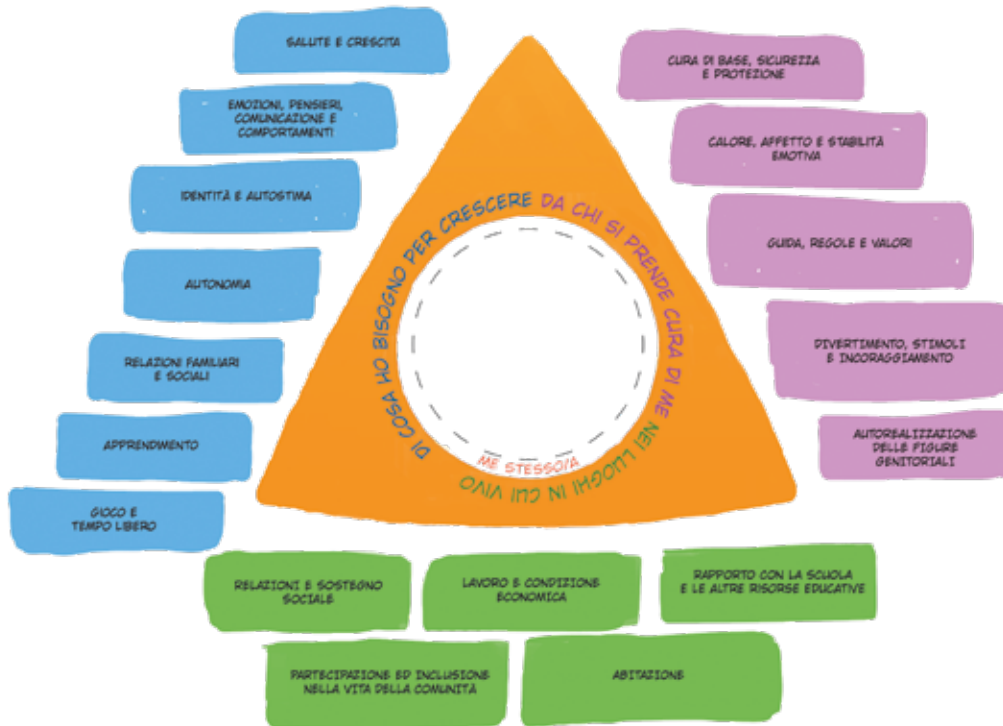 SALUTE E CRESCITA
EMOZIONI, PENSIERI,
COMUNICAZIONE E
COMPORTAMENTI
IDENTITÀ E AUTOSTIMA
AUTONOMIA
RELAZIONI FAMILIARI
E SOCIALI
APPRENDIMENTO
GIOCO E
TEMPO LIBERO
DI COSA HO BISOGNO PER CRESCERE
DA CHI SI PRENDE CURA DI ME
NEI LUOGHI IN CUI VIVO
ME STESSO/A
CURA DI BASE, SICUREZZA
E PROTEZIONE
CALORE, AFFETTO E STABILITÀ
EMOTIVA
GUIDA, REGOLE E VALORI
DIVERTIMENTO, STIMOLI
E INCORAGGIAMENTO
AUTOREALIZZAZIONE
DELLE FIGURE
GENITORIALI
RELAZIONI E SOSTEGNO
SOCIALE
LAVORO E CONDIZIONE
ECONOMICA
RAPPORTO CON LA SCUOLA
E LE ALTRE RISORSE EDUCATIVE
PARTECIPAZIONE ED INCLUSIONE
NELLA VITA DELLA COMUNITÀ
ABITAZIONE